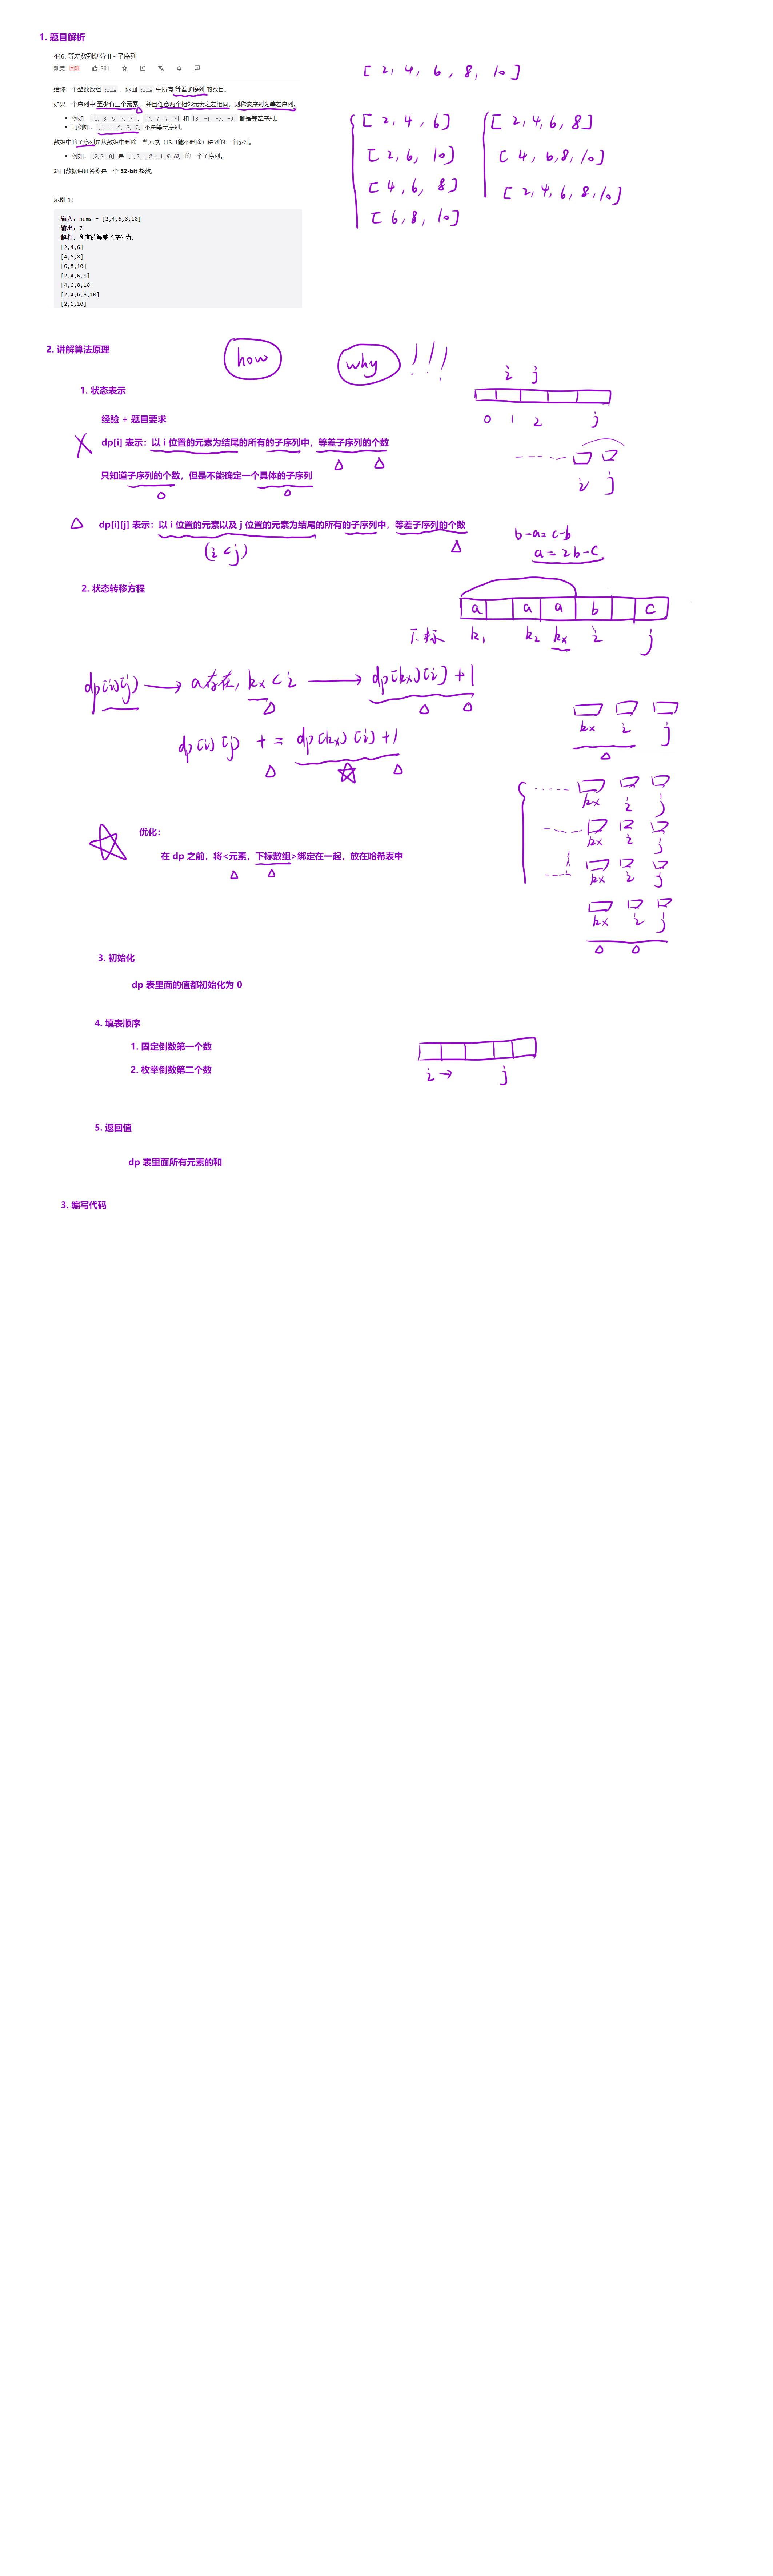 1. 题目解析
446. 等差数列划分 II - 子序列
难度 困难 281
给你一个整数数组 nums ，返回 nums 中所有 等差子序列 的数目。
如果一个序列中 至少有三个元素 ，并且任意两个相邻元素之差相同，则称该序列为等差序列。
例如，[1, 3, 5, 7, 9]、[7, 7, 7, 7] 和 [3, -1, -5, -9] 都是等差序列。
再例如，[1, 1, 2, 5, 7] 不是等差序列。
数组中的子序列是从数组中删除一些元素（也可能不删除）得到的一个序列。
例如，[2,5,10] 是 [1,2,1,2,4,1,5,10] 的一个子序列。
题目数据保证答案是一个 32-bit 整数。
示例 1：
输入：nums = [2,4,6,8,10]
输出：7
解释：所有的等差子序列为：
[2,4,6]
[4,6,8]
[6,8,10]
[2,4,6,8]
[4,6,8,10]
[2,4,6,8,10]
[2,6,10]
[2, 4, 6, 8, 10]
[2, 4, 6]
[2, 6, 10]
[4, 6, 8]
[6, 8, 10]
[2, 4, 6, 8]
[4, 6, 8, 10]
[2, 4, 6, 8, 10]
2. 讲解算法原理
how
why !!!
1. 状态表示
经验 + 题目要求
dp[i] 表示：以 i 位置的元素为结尾的所有的子序列中，等差子序列的个数
只知道子序列的个数，但是不能确定一个具体的子序列
dp[i][j] 表示：以 i 位置的元素以及 j 位置的元素为结尾的所有的子序列中，等差子序列的个数
(i < j)
i j
0 1 2 j
i j
b-a=c-b
a=2b-c
2. 状态转移方程
a a a b c
下标 k1 k2 kx i j
dp[i][j] → a存在, kx < i → dp[kx][i] + 1
dp[i][j] += dp[kx][i] + 1
kx i j
kx i j
kx i j
kx i j
kx i j
优化：
在 dp 之前，将<元素，下标数组>绑定在一起，放在哈希表中
3. 初始化
dp 表里面的值都初始化为 0
4. 填表顺序
1. 固定倒数第一个数
2. 枚举倒数第二个数
i → j
5. 返回值
dp 表里面所有元素的和
3. 编写代码